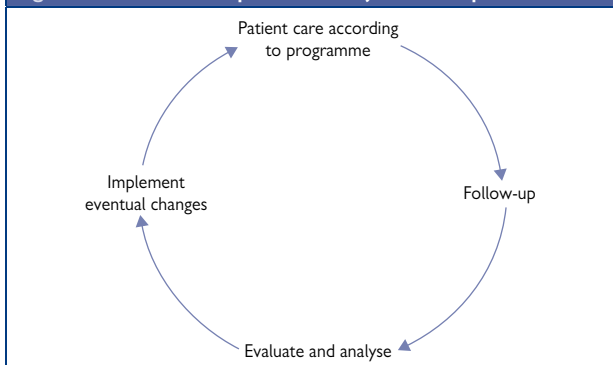 Patient care according
to programme
Follow-up
Evaluate and analyse
Implement
eventual changes